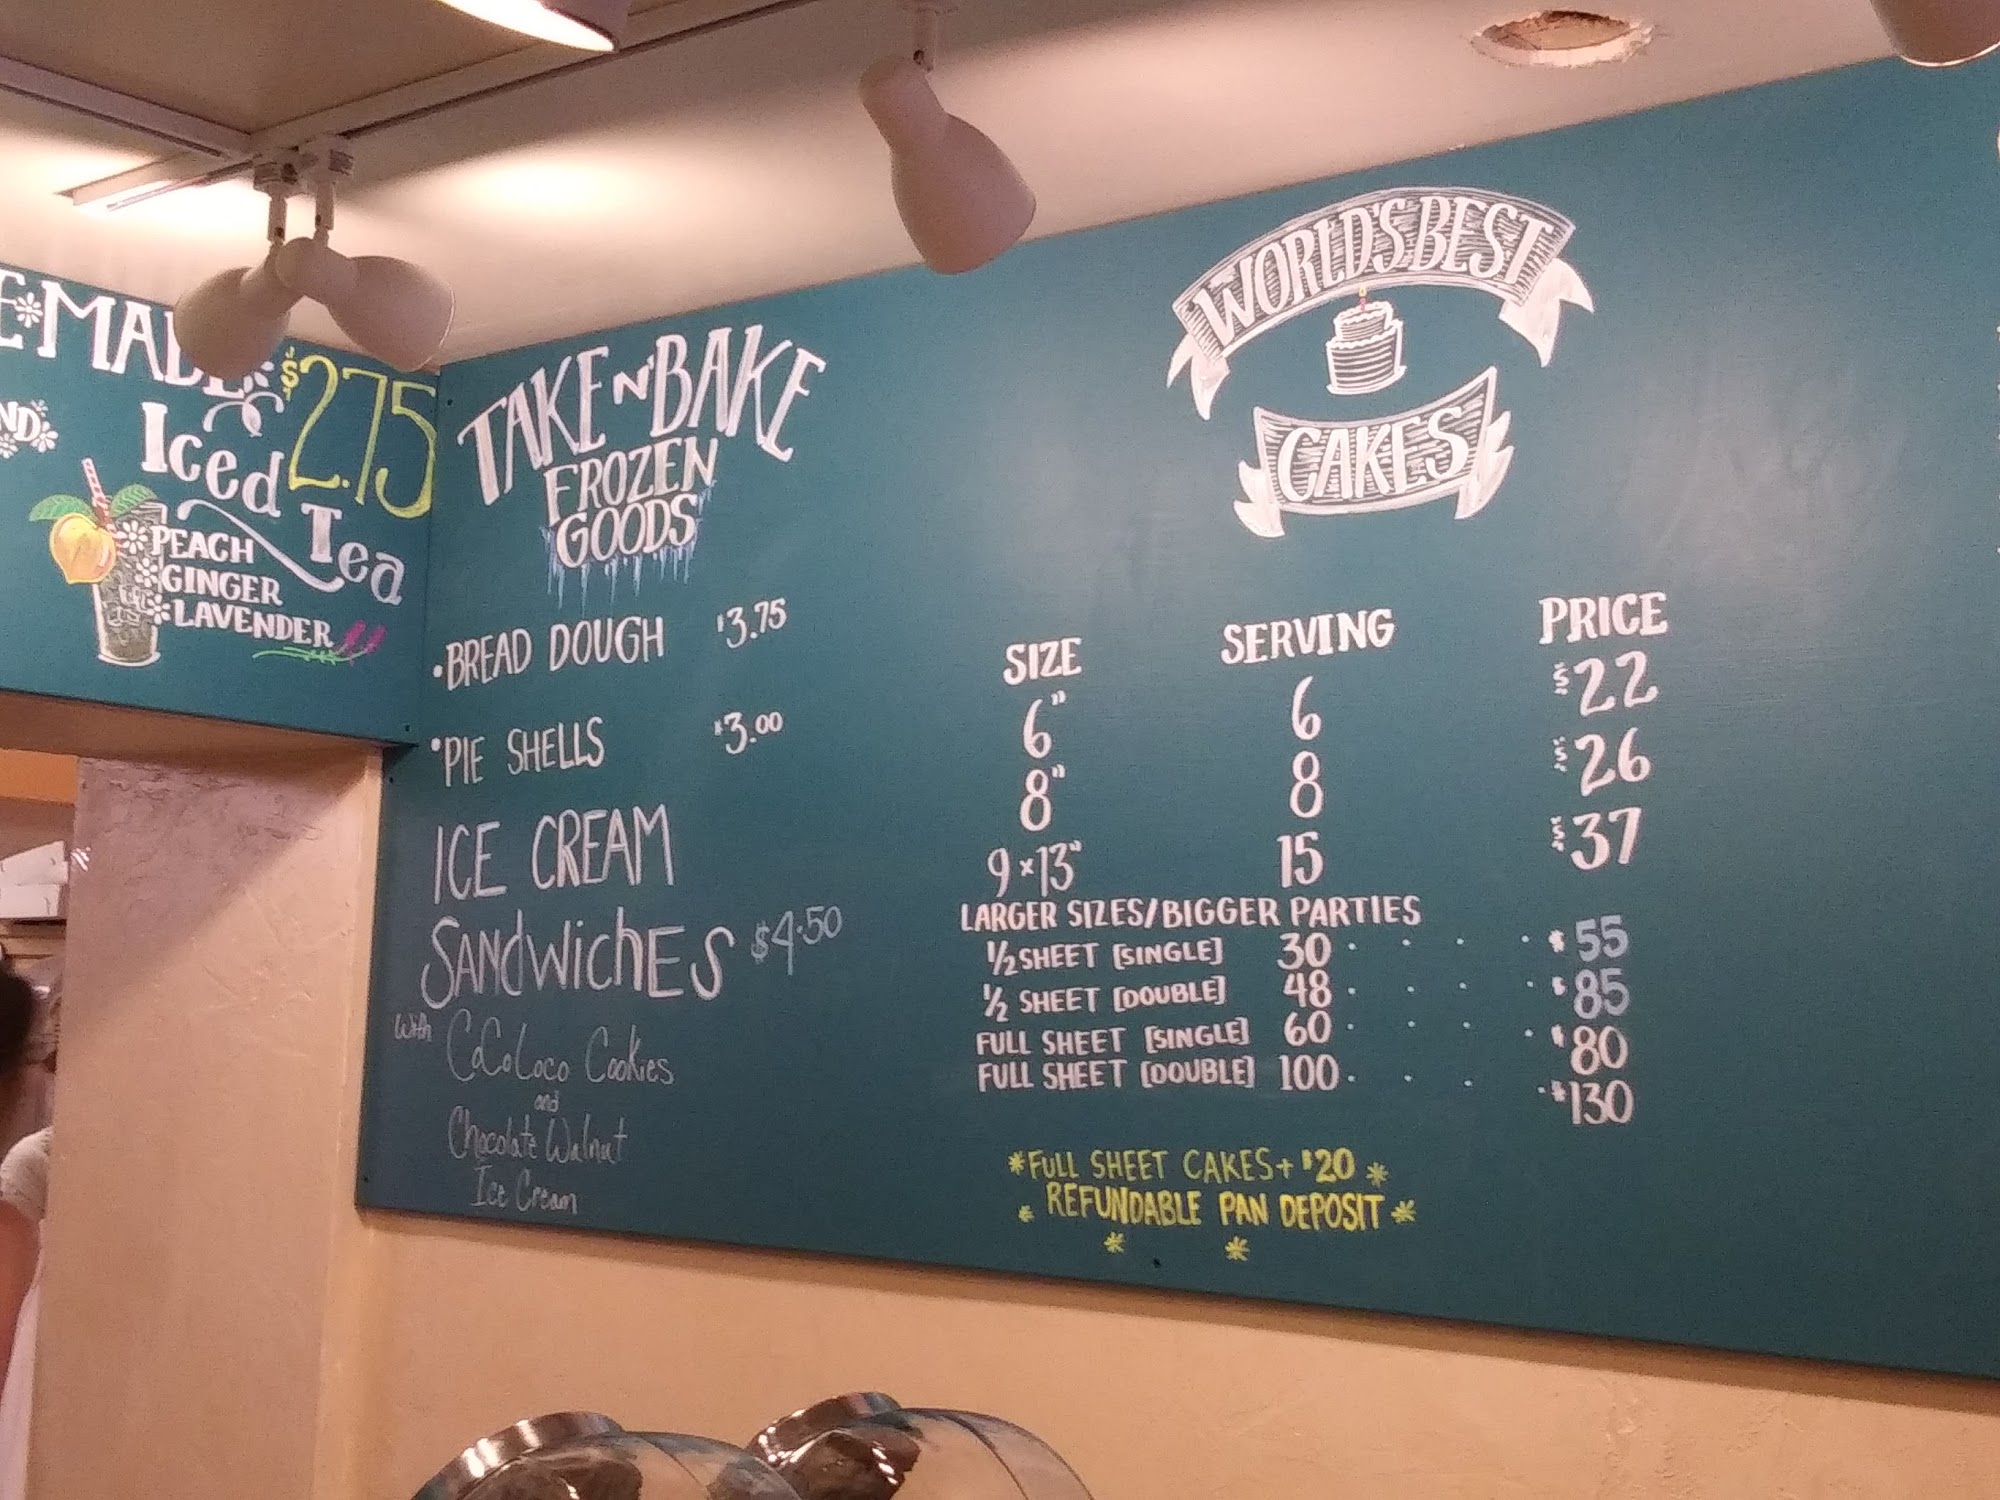 MADE
$2.75
Iced
Tea
PEACH
GINGER
LAVENDER
TAKE N' BAKE
FROZEN
GOODS
• BREAD DOUGH $3.75
• PIE SHELLS $3.00
ICE CREAM
SANDWICHES $4.50
With CoCoLoco Cookies
and
Chocolate Walnut
Ice Cream
WORLD'S BEST
CAKES
SIZE SERVING PRICE
6" 6 $22
8" 8 $26
9×13" 15 $37
LARGER SIZES/BIGGER PARTIES
½ SHEET [SINGLE] 30 . . . . $55
½ SHEET [DOUBLE] 48 . . . . $85
FULL SHEET [SINGLE] 60 . . . . $80
FULL SHEET [DOUBLE] 100 . . . . $130
*FULL SHEET CAKES + $20 *
* REFUNDABLE PAN DEPOSIT *
* *